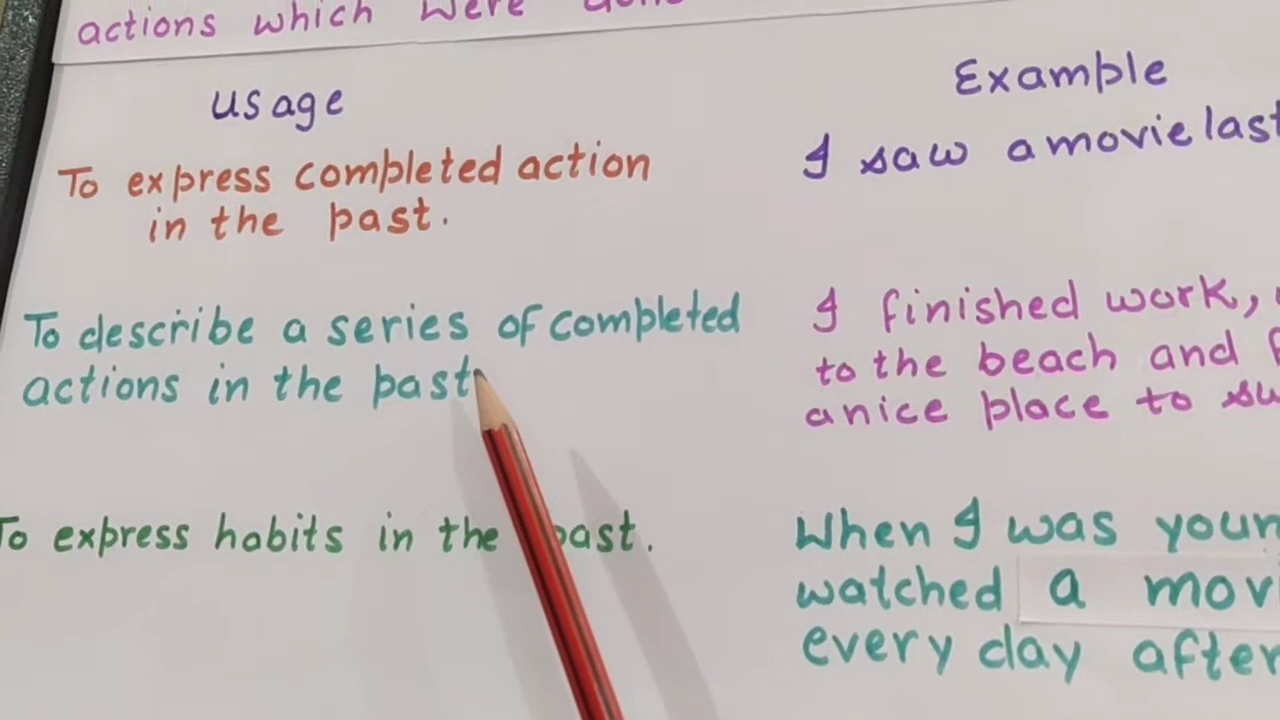 actions which were done
usage
Example
To express completed action
in the past.
I saw a movie last
To describe a series of completed
actions in the past
I finished work,
to the beach and
a nice place to
To express habits in the past.
When I was
watched a
every day after